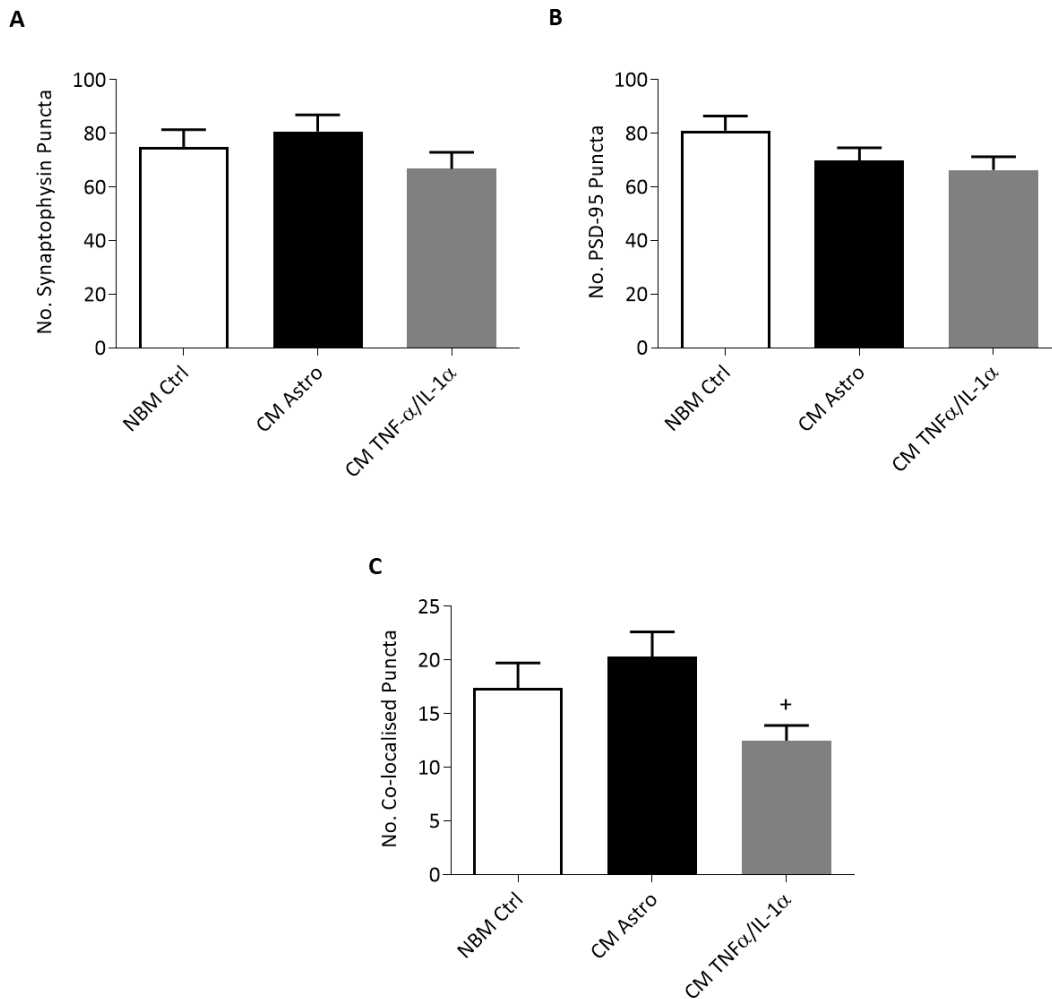 A
No. Synaptophysin Puncta
100
80
60
40
20
0
NBM Ctrl
CM Astro
CM TNF-α/IL-1α
B
No. PSD-95 Puncta
100
80
60
40
20
0
NBM Ctrl
CM Astro
CM TNFα/IL-1α
C
No. Co-localised Puncta
25
20
15
10
5
0
+
NBM Ctrl
CM Astro
CM TNFα/IL-1α